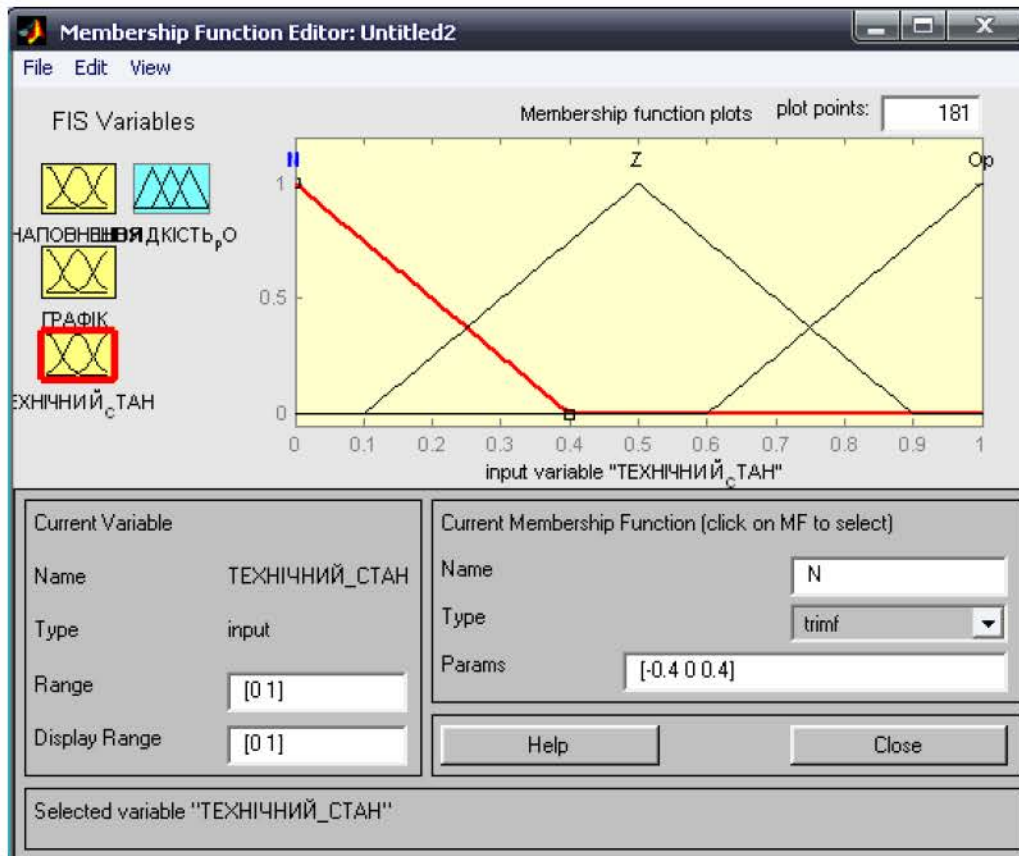 Membership Function Editor: Untitled2
File Edit View
FIS Variables
Membership function plots plot points: 181
N Z Op
1
0.5
0
0 0.1 0.2 0.3 0.4 0.5 0.6 0.7 0.8 0.9 1
input variable "ТЕХНІЧНИЙ_СТАН"
ГРАФІК
ЕХНІЧНИЙ_СТАН
Current Variable
Name ТЕХНІЧНИЙ_СТАН
Type input
Range [0 1]
Display Range [0 1]
Current Membership Function (click on MF to select)
Name N
Type trimf
Params [-0.4 0 0.4]
Help Close
Selected variable "ТЕХНІЧНИЙ_СТАН"